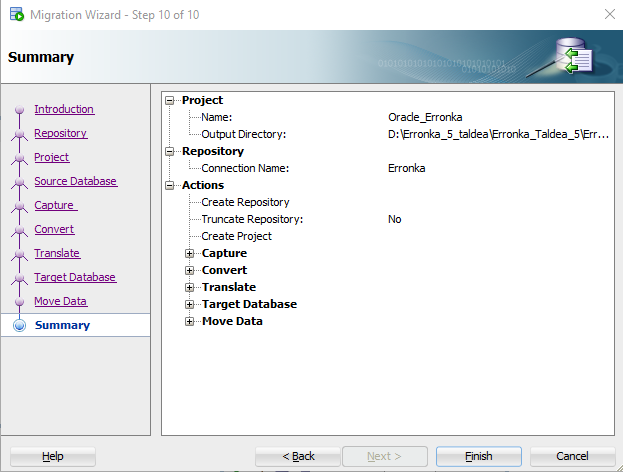 Migration Wizard - Step 10 of 10
Summary
Introduction
Repository
Project
Source Database
Capture
Convert
Translate
Target Database
Move Data
Summary
Project
Name: Oracle_Erronka
Output Directory: D:\Erronka_5_taldea\Erronka_Taldea_5\Err...
Repository
Connection Name: Erronka
Actions
Create Repository
Truncate Repository: No
Create Project
Capture
Convert
Translate
Target Database
Move Data
Help
< Back
Next >
Finish
Cancel